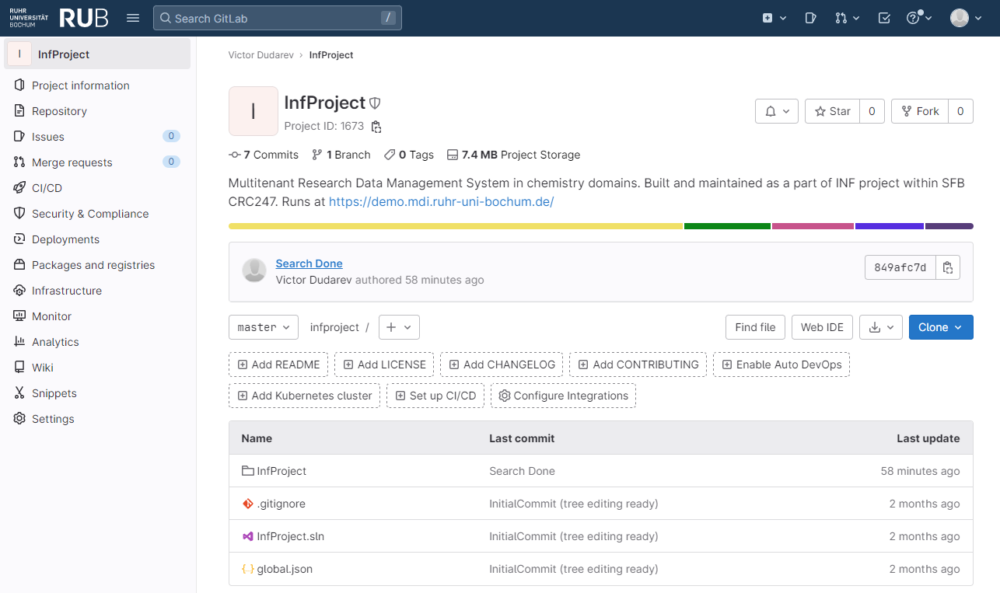 RUHR
UNIVERSITÄT
BOCHUM
RUB
Search GitLab /
I InfProject
Project information
Repository
Issues 0
Merge requests 0
CI/CD
Security & Compliance
Deployments
Packages and registries
Infrastructure
Monitor
Analytics
Wiki
Snippets
Settings
Victor Dudarev › InfProject
I
InfProject
Project ID: 1673
Star 0
Fork 0
7 Commits 1 Branch 0 Tags 7.4 MB Project Storage
Multitenant Research Data Management System in chemistry domains. Built and maintained as a part of INF project within SFB
CRC247. Runs at https://demo.mdi.ruhr-uni-bochum.de/
Search Done
Victor Dudarev authored 58 minutes ago
849afc7d
master infproject / + Find file Web IDE Clone
Add README Add LICENSE Add CHANGELOG Add CONTRIBUTING Enable Auto DevOps
Add Kubernetes cluster Set up CI/CD Configure Integrations
Name Last commit Last update
InfProject Search Done 58 minutes ago
.gitignore InitialCommit (tree editing ready) 2 months ago
InfProject.sln InitialCommit (tree editing ready) 2 months ago
global.json InitialCommit (tree editing ready) 2 months ago